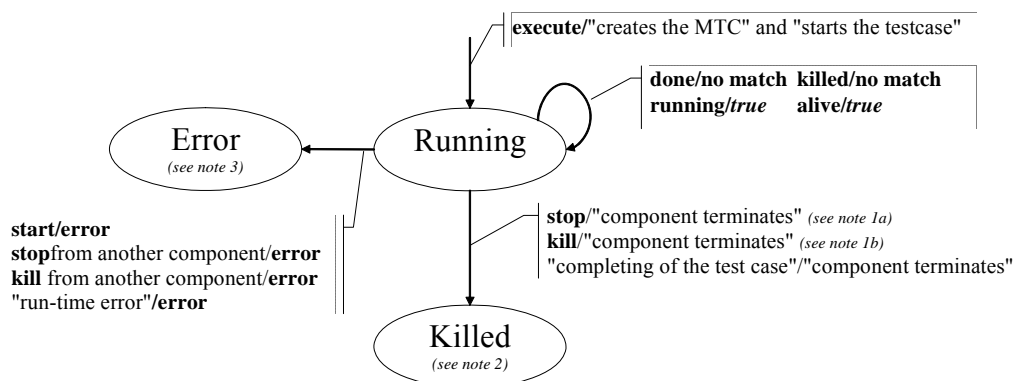 execute/"creates the MTC" and "starts the testcase"
done/no match killed/no match
running/true alive/true
Error
(see note 3)
Running
start/error
stopfrom another component/error
kill from another component/error
"run-time error"/error
stop/"component terminates" (see note 1a)
kill/"component terminates" (see note 1b)
"completing of the test case"/"component terminates"
Killed
(see note 2)